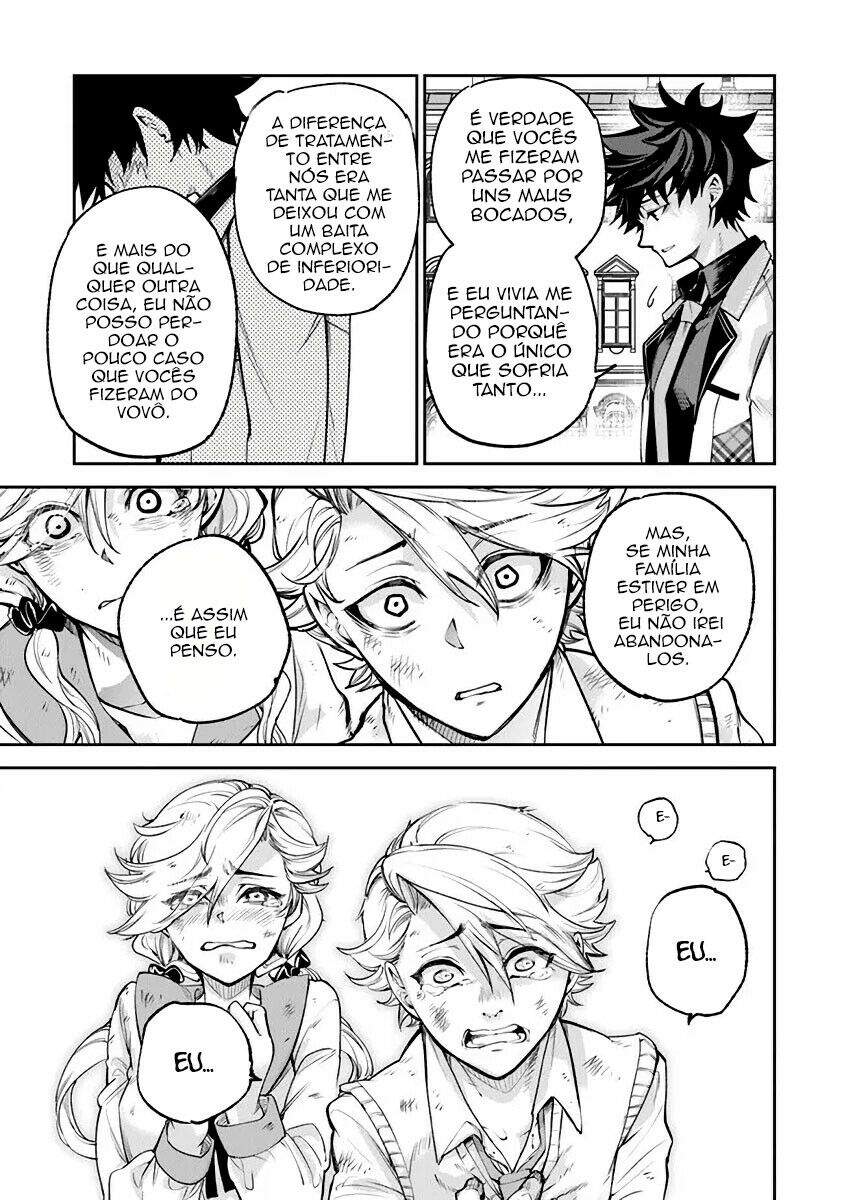 É VERDADE
QUE VOCÊS
ME FIZERAM
PASSAR POR
UNS MAUS
BOCADOS,
E EU VIVIA ME
PERGUNTAN-
DO PORQUÊ
ERA O ÚNICO
QUE SOFRIA
TANTO...
A DIFERENÇA
DE TRATAMEN-
TO ENTRE
NÓS ERA
TANTA QUE ME
DEIXOU COM
UM BAITA
COMPLEXO
DE INFERIORI-
DADE.
E MAIS DO
QUE QUAL-
QUER OUTRA
COISA, EU NÃO
POSSO PER-
DOAR O
POUCO CASO
QUE VOCÊS
FIZERAM DO
VOVÔ.
MAS,
SE MINHA
FAMÍLIA
ESTIVER EM
PERIGO,
EU NÃO IREI
ABANDONA-
LOS.
...É ASSIM
QUE EU
PENSO.
E-
E-
EU...
EU...